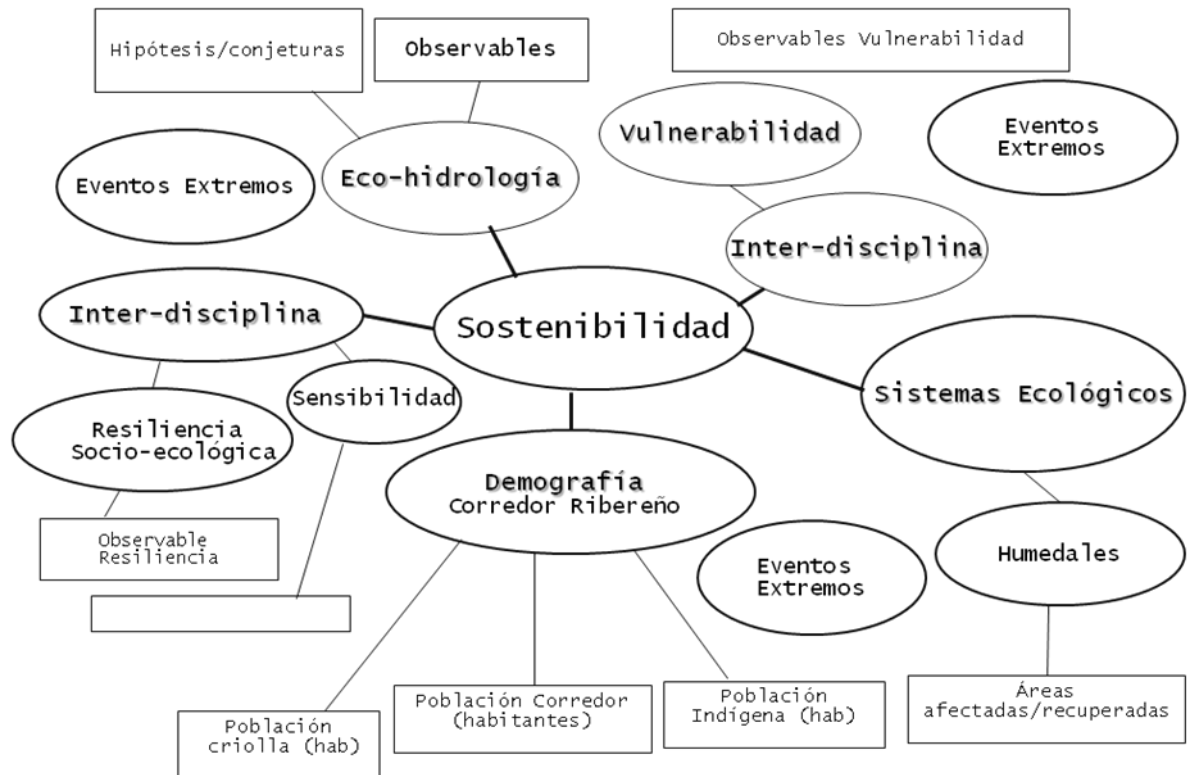 Hipótesis/conjeturas
Observables
Observables Vulnerabilidad
Vulnerabilidad
Eventos
Extremos
Eventos Extremos
Eco-hidrología
Inter-disciplina
Inter-disciplina
Sostenibilidad
Sensibilidad
Sistemas Ecológicos
Resiliencia
Socio-ecológica
Demografía
Corredor Ribereño
Observable
Resiliencia
Eventos
Extremos
Humedales
Población
criolla (hab)
Población Corredor
(habitantes)
Población
Indígena (hab)
Áreas
afectadas/recuperadas